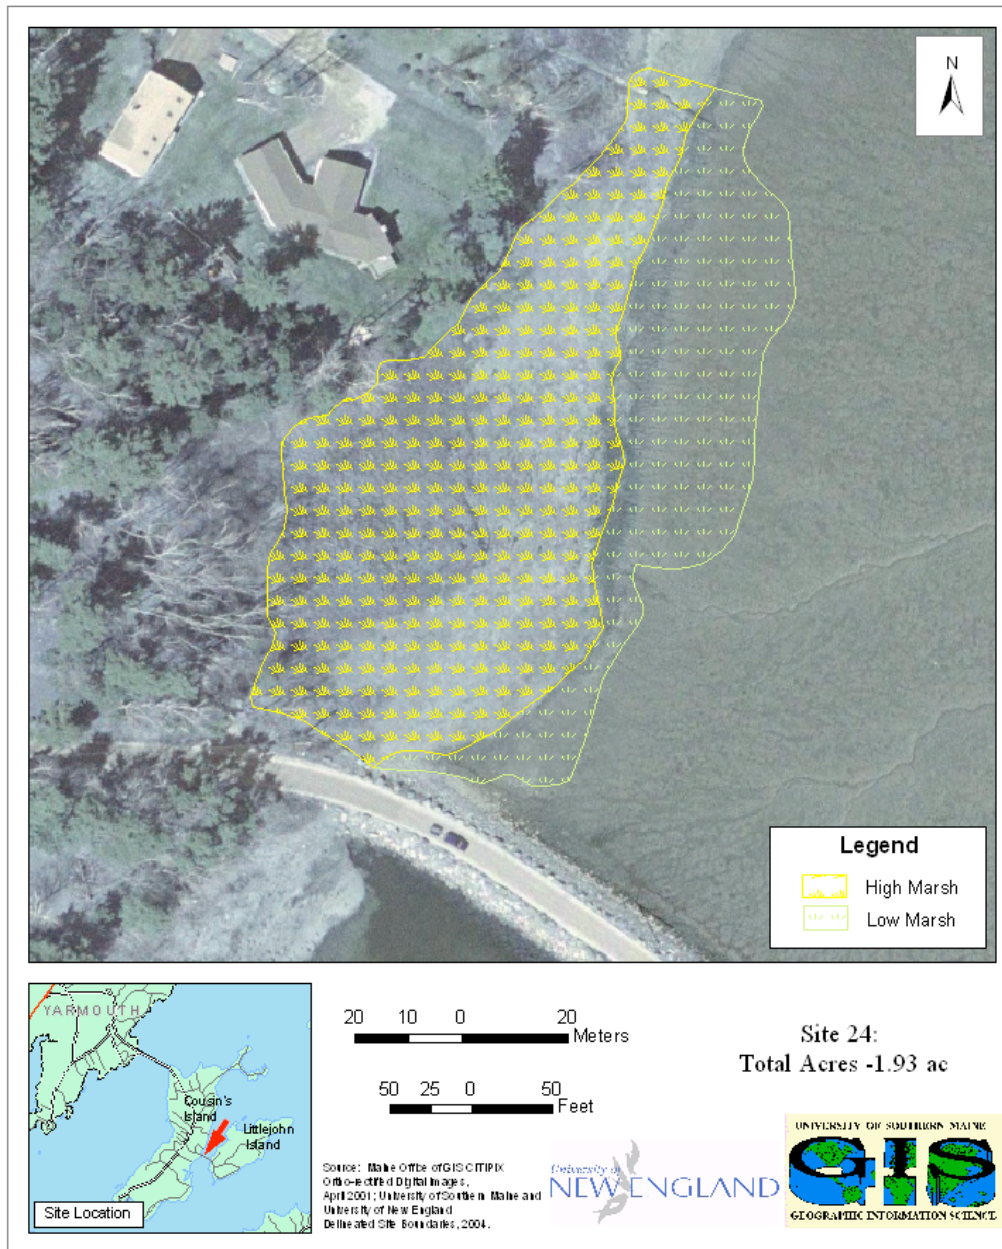 N
Legend
High Marsh
Low Marsh
YARMOUTH
Cousin's
Island
Littlejohn
Island
Site Location
20 10 0 20
Meters
50 25 0 50
Feet
Site 24:
Total Acres -1.93 ac
Source: Maine Office of GIS CITIPIX
Ortho-rectified Digital Images,
April 2001; University of Southern Maine and
University of New England
Delineated Site Boundaries, 2004.
University of
NEW ENGLAND
UNIVERSITY OF SOUTHERN MAINE
GIS
GEOGRAPHIC INFORMATION SCIENCE